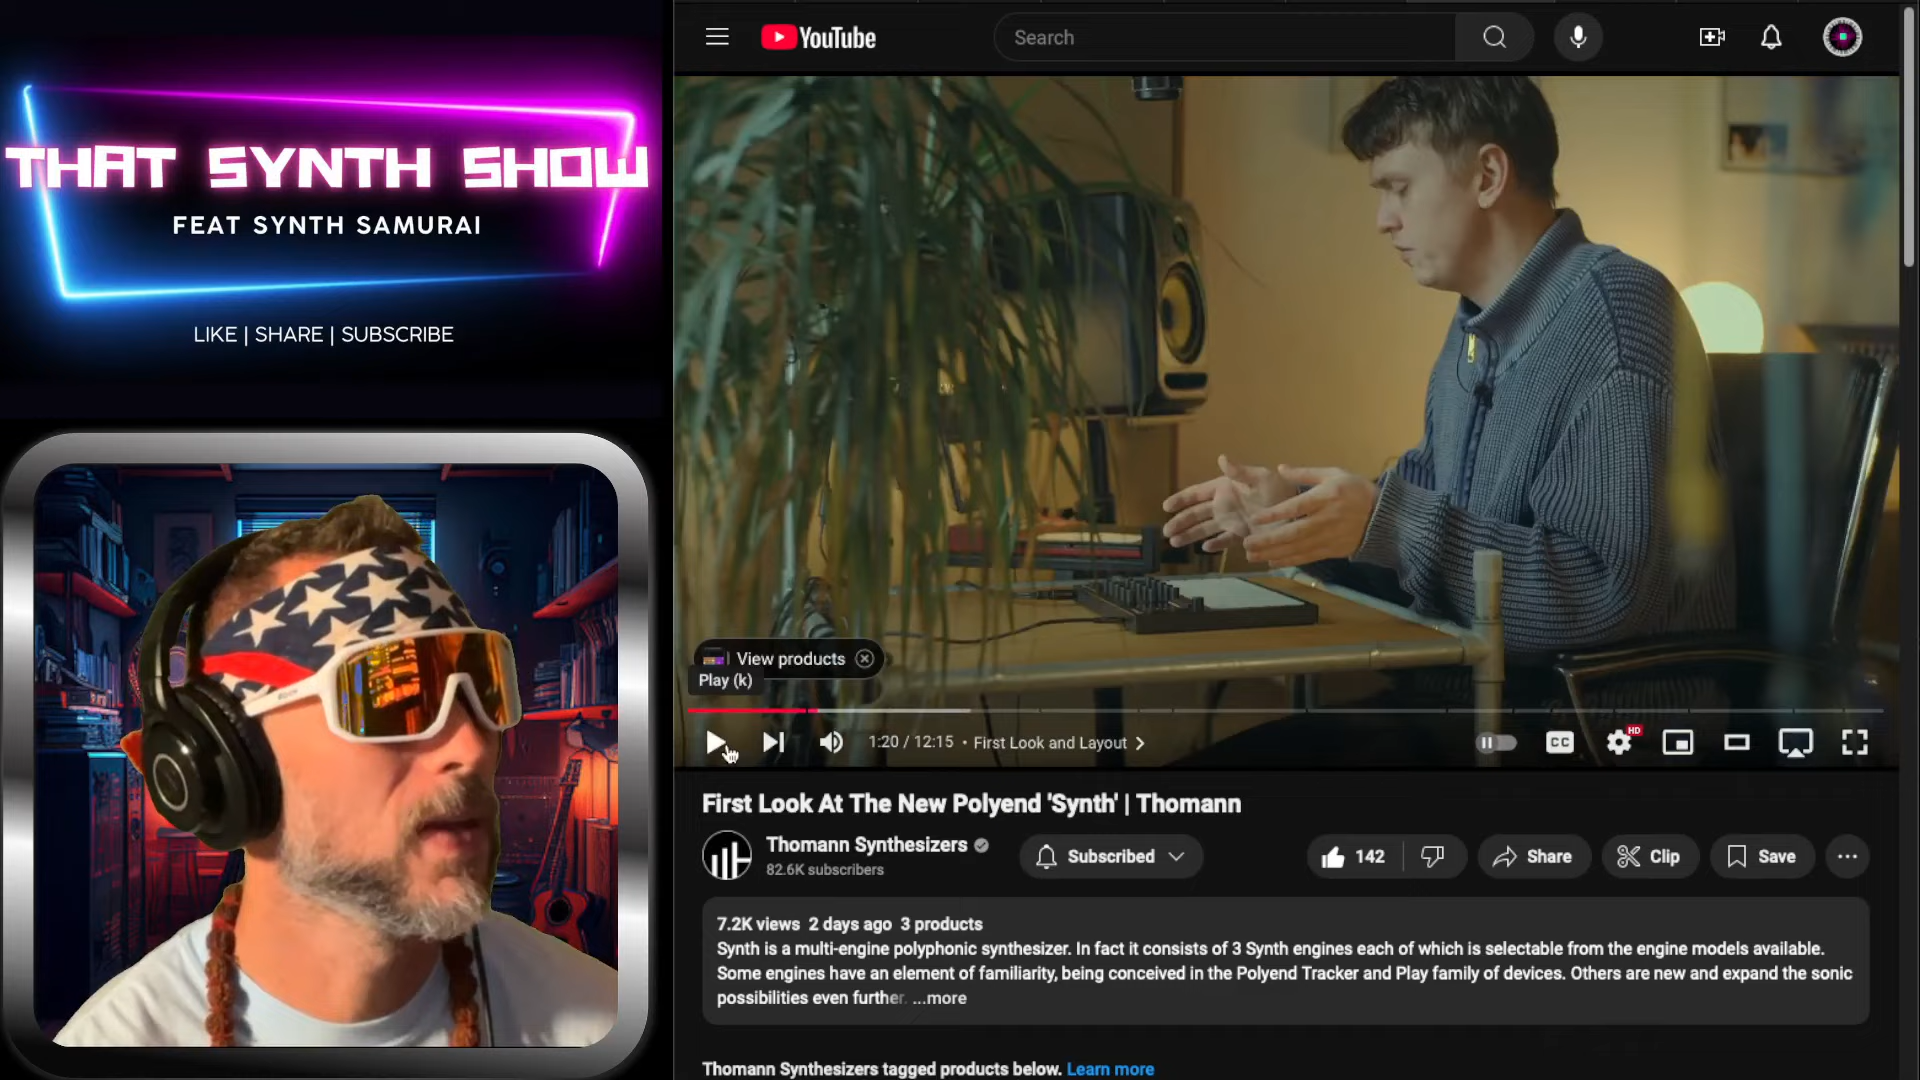 THAT SYNTH SHOW
FEAT SYNTH SAMURAI
LIKE | SHARE | SUBSCRIBE
YouTube
Search
View products
Play (k)
1:20 / 12:15 • First Look and Layout
CC
HD
First Look At The New Polyend 'Synth' | Thomann
Thomann Synthesizers
82.6K subscribers
Subscribed
142
Share
Clip
Save
7.2K views 2 days ago 3 products
Synth is a multi-engine polyphonic synthesizer. In fact it consists of 3 Synth engines each of which is selectable from the engine models available.
Some engines have an element of familiarity, being conceived in the Polyend Tracker and Play family of devices. Others are new and expand the sonic
possibilities even further. ...more
Thomann Synthesizers tagged products below. Learn more